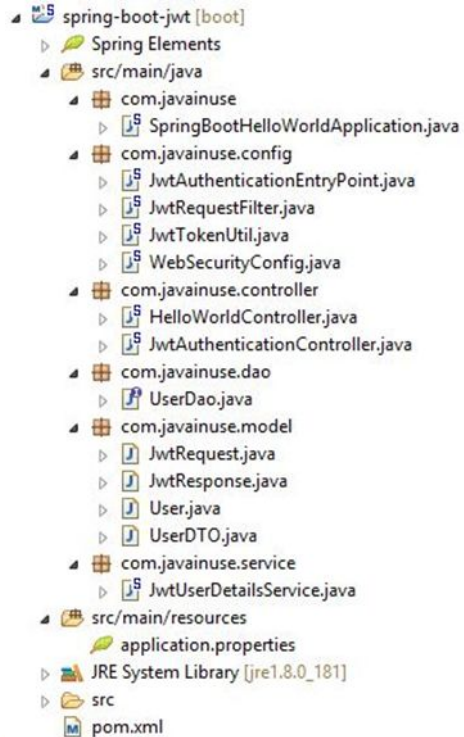 spring-boot-jwt [boot]
Spring Elements
src/main/java
com.javainuse
SpringBootHelloWorldApplication.java
com.javainuse.config
JwtAuthenticationEntryPoint.java
JwtRequestFilter.java
JwtTokenUtil.java
WebSecurityConfig.java
com.javainuse.controller
HelloWorldController.java
JwtAuthenticationController.java
com.javainuse.dao
UserDao.java
com.javainuse.model
JwtRequest.java
JwtResponse.java
User.java
UserDTO.java
com.javainuse.service
JwtUserDetailsService.java
src/main/resources
application.properties
JRE System Library [jre1.8.0_181]
src
pom.xml